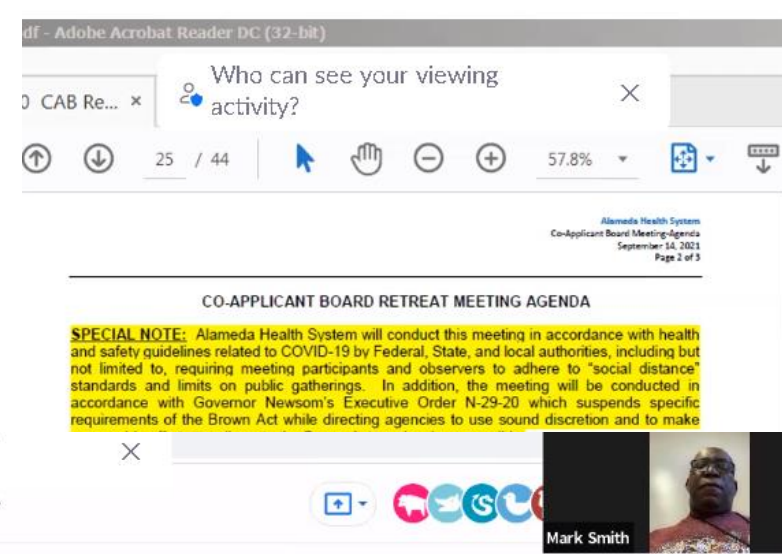 df - Adobe Acrobat Reader DC (32-bit)
Who can see your viewing
activity?
0 CAB Re...
25 / 44
57.8%
Alameda Health System
Co-Applicant Board Meeting-Agenda
September 14, 2021
Page 2 of 3
CO-APPLICANT BOARD RETREAT MEETING AGENDA
SPECIAL NOTE: Alameda Health System will conduct this meeting in accordance with health
and safety guidelines related to COVID-19 by Federal, State, and local authorities, including but
not limited to, requiring meeting participants and observers to adhere to "social distance"
standards and limits on public gatherings. In addition, the meeting will be conducted in
accordance with Governor Newsom's Executive Order N-29-20 which suspends specific
requirements of the Brown Act while directing agencies to use sound discretion and to make
Mark Smith